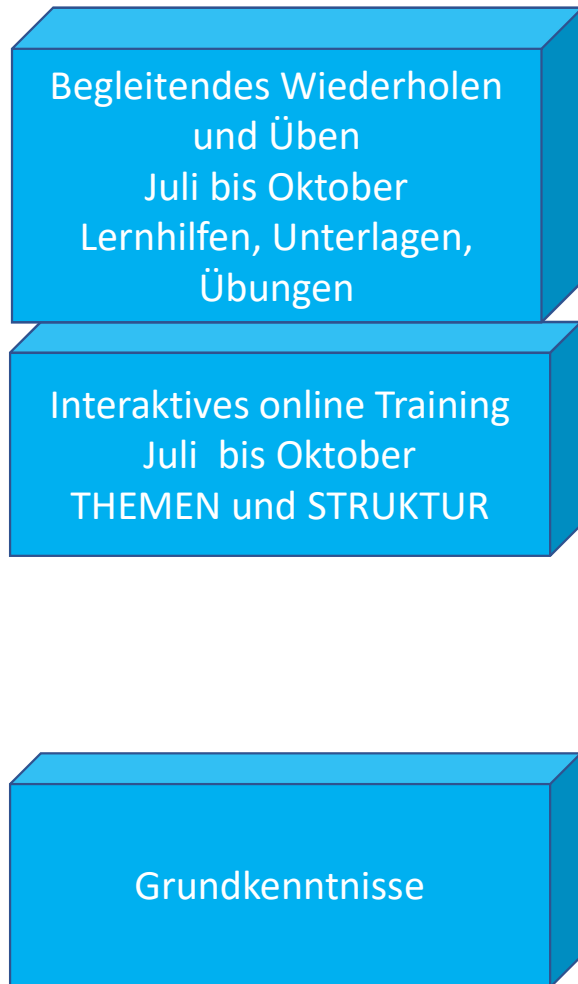 Begleitendes Wiederholen
und Üben
Juli bis Oktober
Lernhilfen, Unterlagen,
Übungen
Interaktives online Training
Juli  bis Oktober
THEMEN und STRUKTUR
Grundkenntnisse